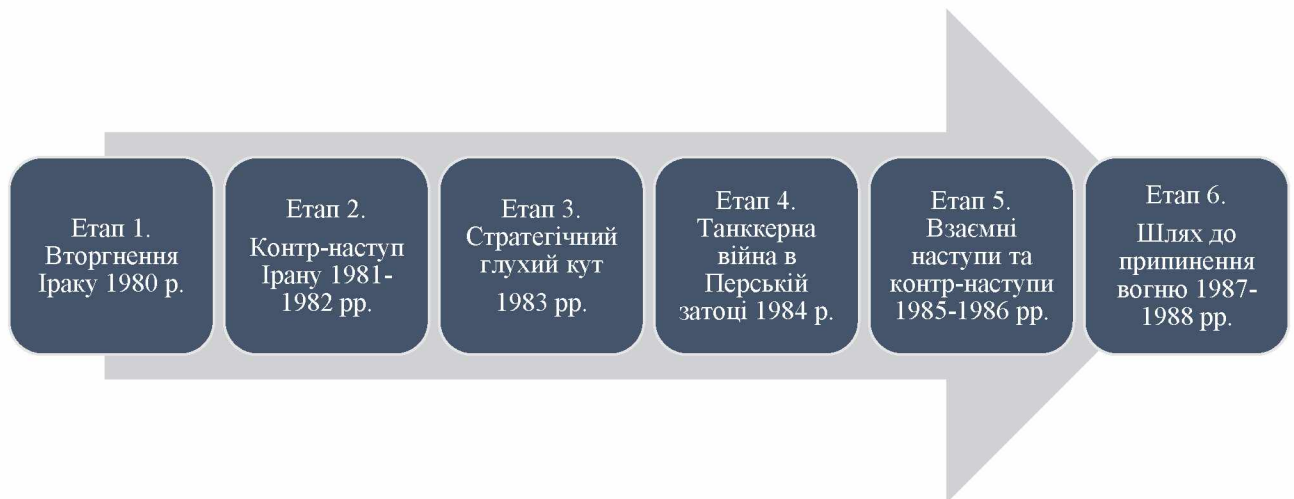 Етап 1.
Вторгнення
Іраку 1980 р.
Етап 2.
Контр-наступ
Ірану 1981-
1982 рр.
Етап 3.
Стратегічний
глухий кут
1983 рр.
Етап 4.
Танккерна
війна в
Перській
затоці 1984 р.
Етап 5.
Взаємні
наступи та
контр-наступи
1985-1986 рр.
Етап 6.
Шлях до
припинення
вогню 1987-
1988 рр.